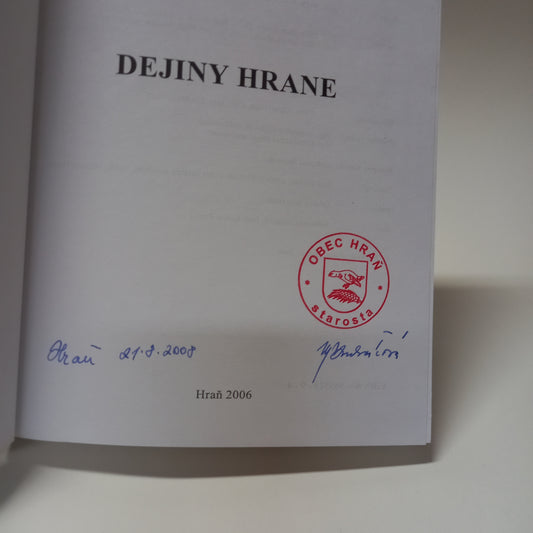 DEJINY HRANE
OBEC HRAŇ
starosta
Hraň 21.8.2008
Hraň 2006